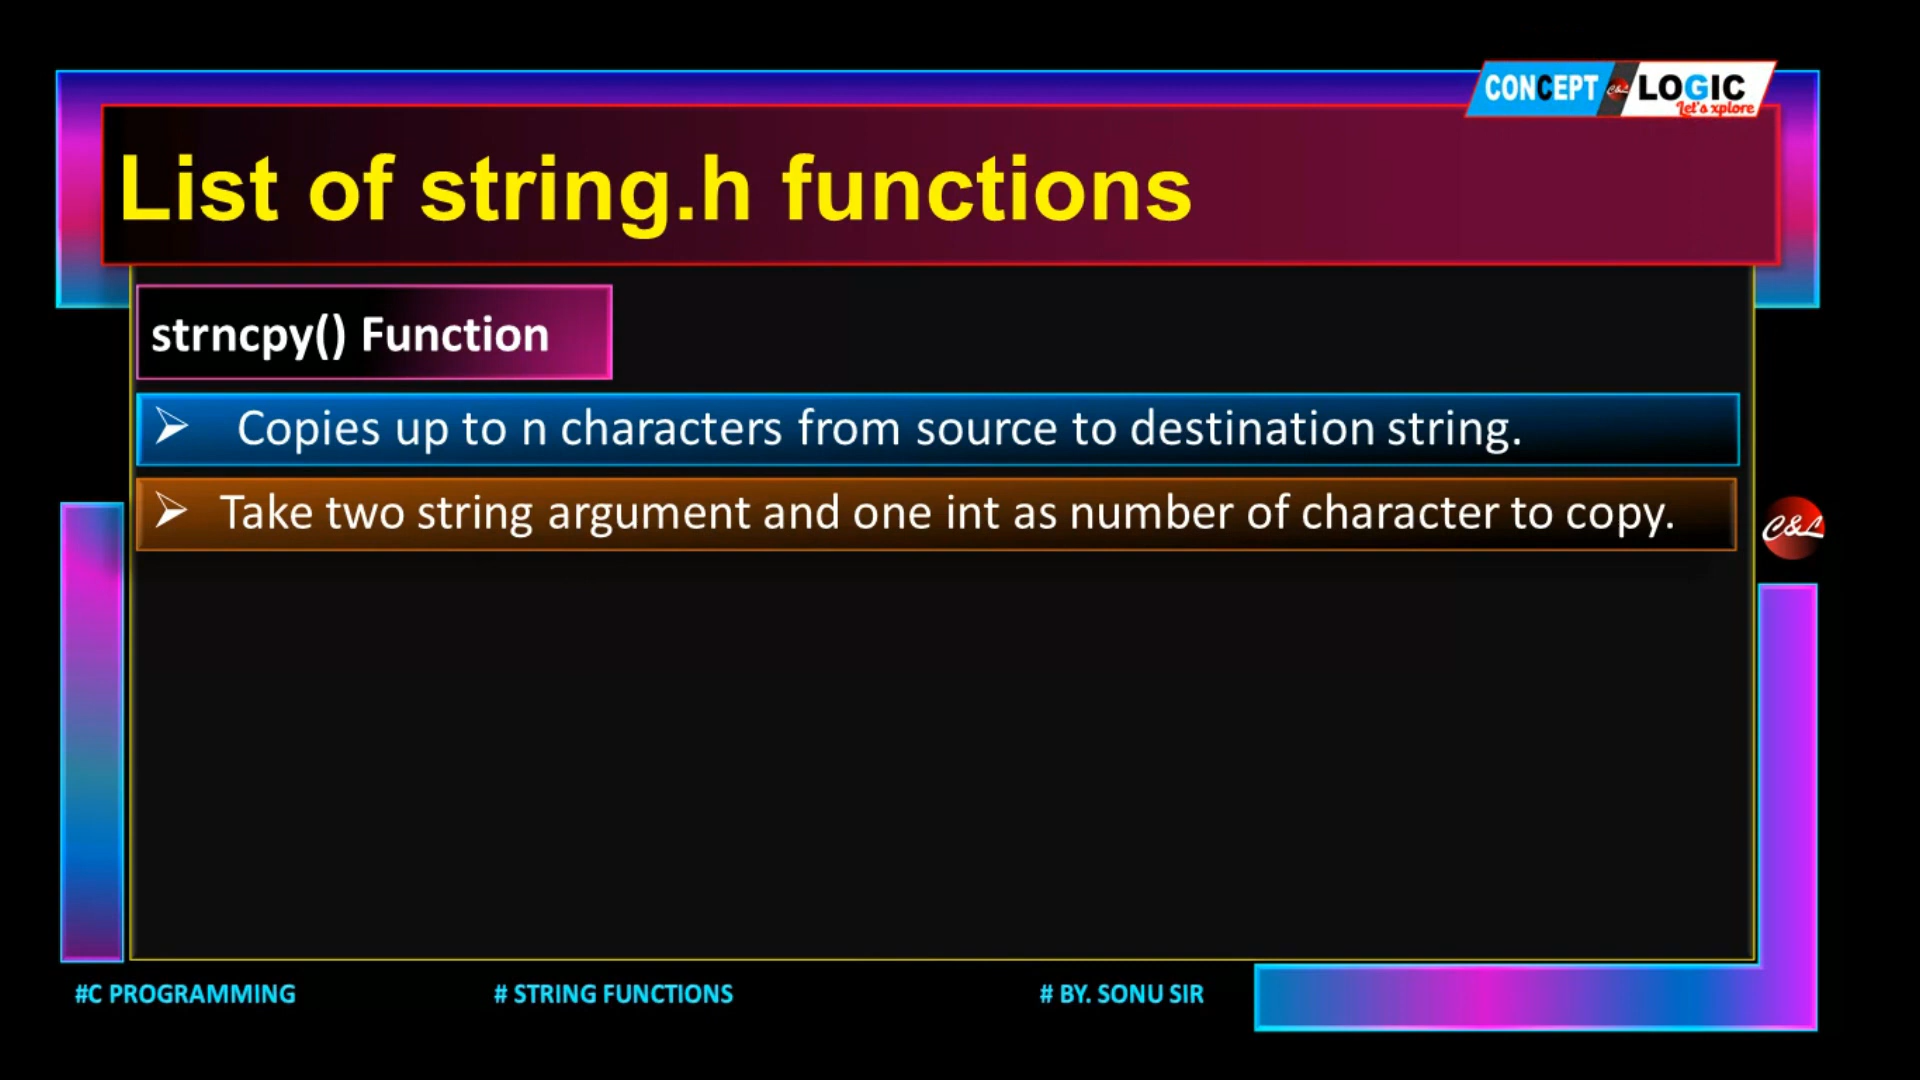 CONCEPT C&L LOGIC
Let's xplore
List of string.h functions
strncpy() Function
➢ Copies up to n characters from source to destination string.
➢ Take two string argument and one int as number of character to copy.
C&L
#C PROGRAMMING
# STRING FUNCTIONS
# BY. SONU SIR